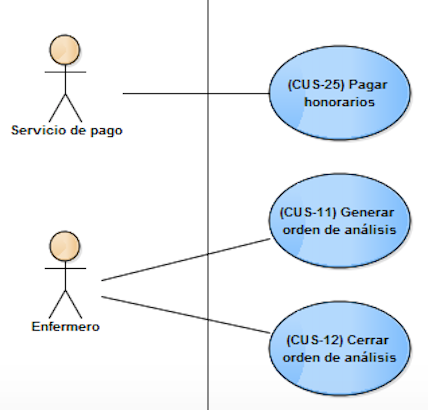 (CUS-25) Pagar
honorarios
Servicio de pago
(CUS-11) Generar
orden de análisis
Enfermero
(CUS-12) Cerrar
orden de análisis